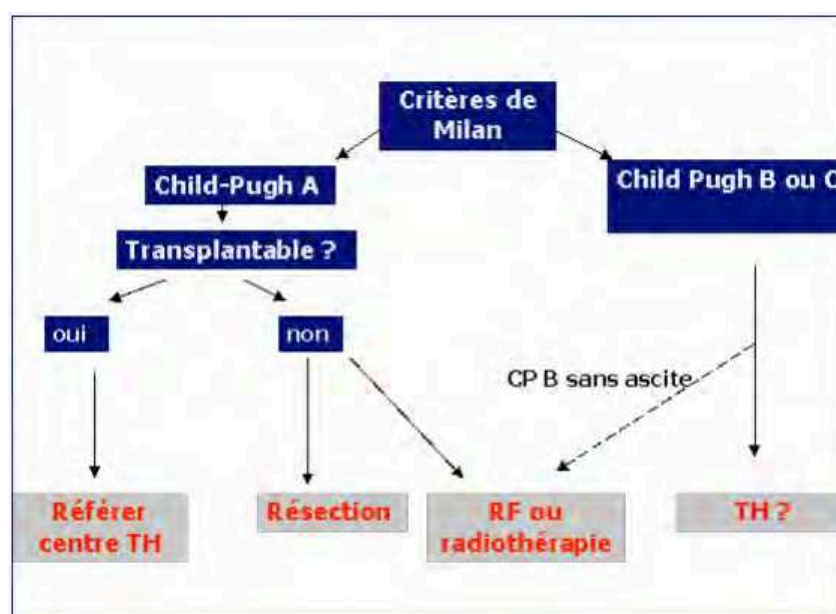 Critères de
Milan
Child-Pugh A
Child Pugh B ou C
Transplantable ?
oui
non
CP B sans ascite
Référer
centre TH
Résection
RF ou
radiothérapie
TH ?